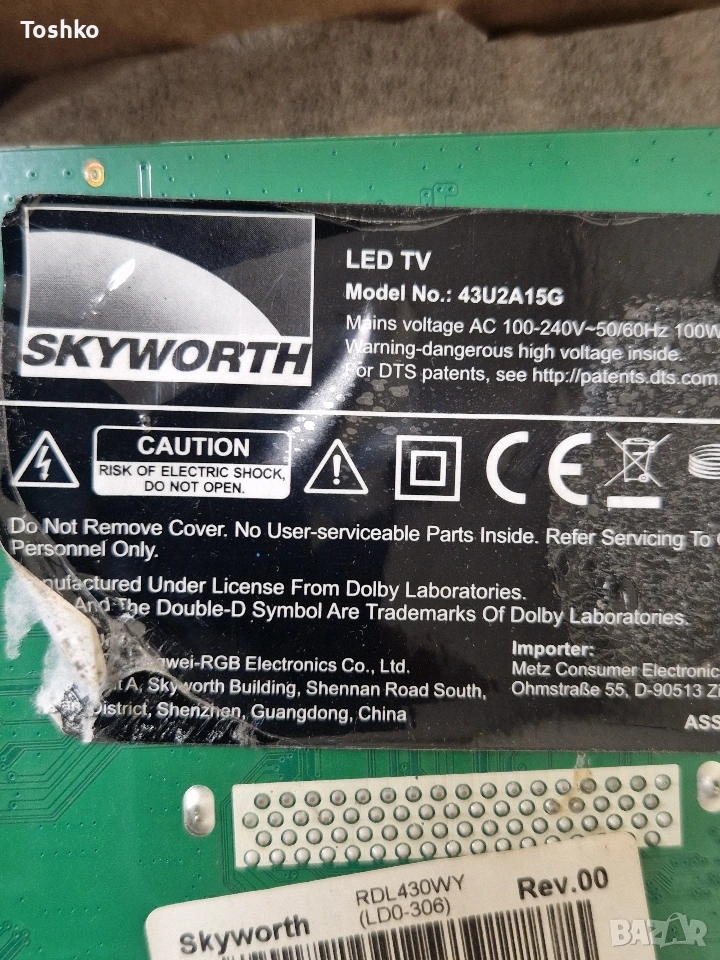 Toshko
LED TV
Model No.: 43U2A15G
Mains voltage AC 100-240V~50/60Hz 100W
Warning-dangerous high voltage inside.
For DTS patents, see http://patents.dts.com
SKYWORTH
CAUTION
RISK OF ELECTRIC SHOCK,
DO NOT OPEN.
CE
Do Not Remove Cover. No User-serviceable Parts Inside. Refer Servicing To
Personnel Only.
Under License From Dolby Laboratories.
And The Double-D Symbol Are Trademarks Of Dolby Laboratories.
Importer:
wei-RGB Electronics Co., Ltd.
Metz Consumer Electronic
A, Skyworth Building, Shennan Road South,
Ohmstraße 55, D-90513
District, Shenzhen, Guangdong, China
ASS
RDL430WY
(LD0-306)
Rev.00
Skyworth
BAZAR